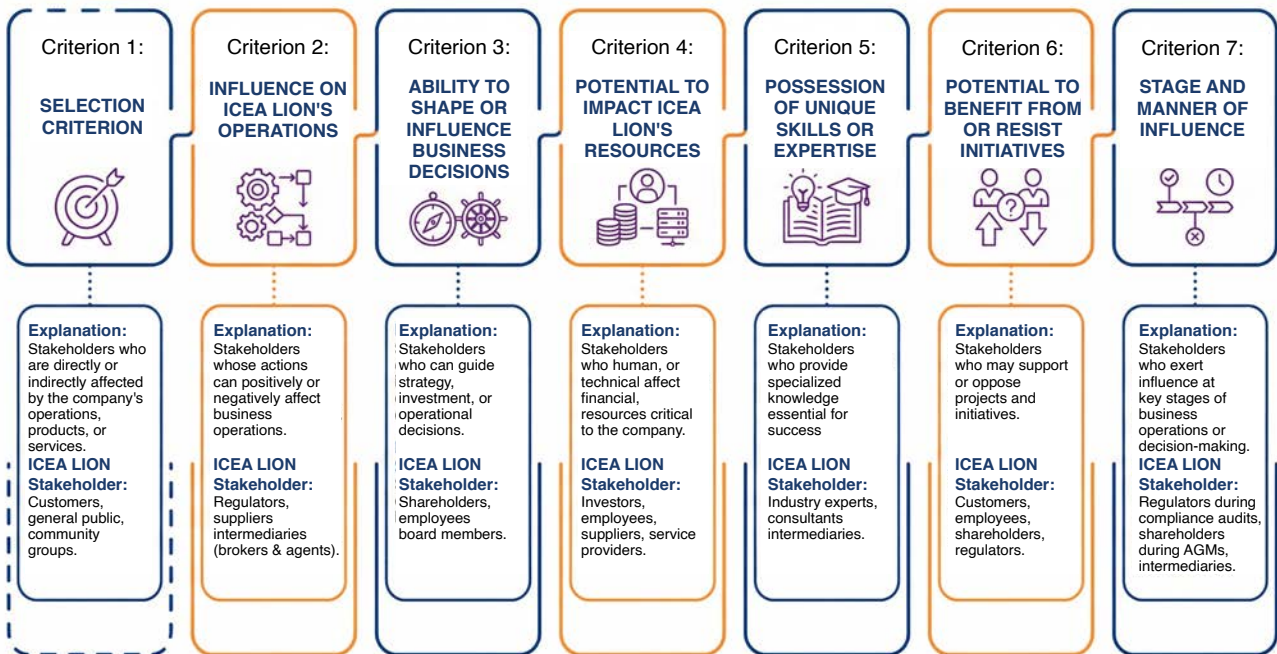 Criterion 1:
SELECTION
CRITERION
Criterion 2:
INFLUENCE ON
ICEA LION'S
OPERATIONS
Criterion 3:
ABILITY TO
SHAPE OR
INFLUENCE
BUSINESS
DECISIONS
Criterion 4:
POTENTIAL TO
IMPACT ICEA
LION'S
RESOURCES
Criterion 5:
POSSESSION
OF UNIQUE
SKILLS OR
EXPERTISE
Criterion 6:
POTENTIAL TO
BENEFIT FROM
OR RESIST
INITIATIVES
Criterion 7:
STAGE AND
MANNER OF
INFLUENCE
?
Explanation:
Stakeholders who
are directly or
indirectly affected
by the company's
operations,
products, or
services.
ICEA LION
Stakeholder:
Customers,
general public,
community
groups.
Explanation:
Stakeholders
whose actions
can positively or
negatively affect
business
operations.
ICEA LION
Stakeholder:
Regulators,
suppliers
intermediaries
(brokers & agents).
Explanation:
Stakeholders
who can guide
strategy,
investment, or
operational
decisions.
ICEA LION
Stakeholder:
Shareholders,
employees
board members.
Explanation:
Stakeholders
who human, or
technical affect
financial,
resources critical
to the company.
ICEA LION
Stakeholder:
Investors,
employees,
suppliers, service
providers.
Explanation:
Stakeholders
who provide
specialized
knowledge
essential for
success
ICEA LION
Stakeholder:
Industry experts,
consultants
intermediaries.
Explanation:
Stakeholders
who may support
or oppose
projects and
initiatives.
ICEA LION
Stakeholder:
Customers,
employees,
shareholders,
regulators.
Explanation:
Stakeholders
who exert
influence at
key stages of
business
operations or
decision-making.
ICEA LION
Stakeholder:
Regulators during
compliance audits,
shareholders
during AGMs,
intermediaries.